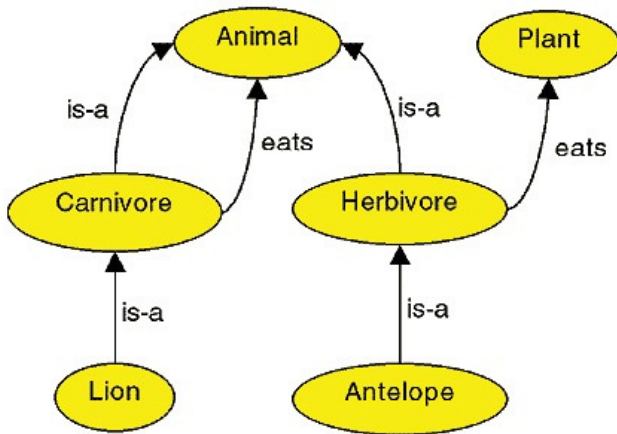 Animal
Plant
is-a
eats
is-a
eats
Carnivore
Herbivore
is-a
is-a
Lion
Antelope